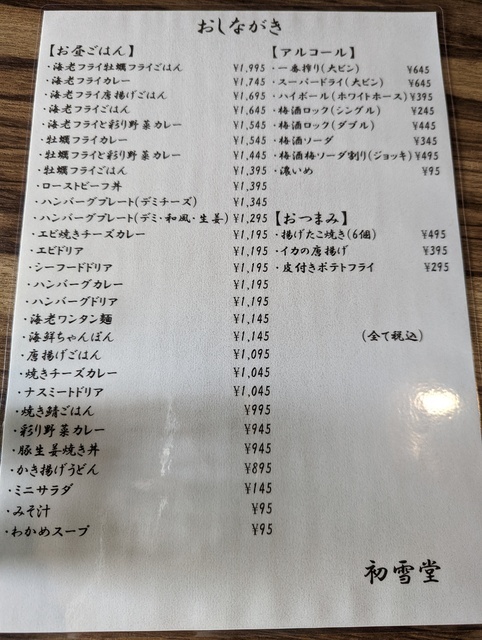 おしながき
【お昼ごはん】
・海老フライ牡蠣フライごはん ¥1,995
・海老フライカレー ¥1,745
・海老フライ唐揚げごはん ¥1,695
・海老フライごはん ¥1,645
・海老フライと彩り野菜カレー ¥1,545
・牡蠣フライカレー ¥1,545
・牡蠣フライと彩り野菜カレー ¥1,445
・牡蠣フライごはん ¥1,395
・ローストビーフ丼 ¥1,395
・ハンバーグプレート(デミチーズ) ¥1,345
・ハンバーグプレート(デミ・和風・生姜) ¥1,295
・エビ焼きチーズカレー ¥1,195
・エビドリア ¥1,195
・シーフードドリア ¥1,195
・ハンバーグカレー ¥1,195
・ハンバーグドリア ¥1,195
・海老ワンタン麺 ¥1,145
・海鮮ちゃんぽん ¥1,145
・唐揚げごはん ¥1,095
・焼きチーズカレー ¥1,045
・ナスミートドリア ¥1,045
・焼き鯖ごはん ¥995
・彩り野菜カレー ¥945
・豚生姜焼き丼 ¥945
・かき揚げうどん ¥895
・ミニサラダ ¥145
・みそ汁 ¥95
・わかめスープ ¥95
【アルコール】
・一番搾り(大ビン) ¥645
・スーパードライ(大ビン) ¥645
・ハイボール(ホワイトホース) ¥395
・梅酒ロック(シングル) ¥245
・梅酒ロック(ダブル) ¥445
・梅酒ソーダ ¥345
・梅酒梅ソーダ割り(ジョッキ) ¥495
・濃いめ ¥95
【おつまみ】
・揚げたこ焼き(6個) ¥495
・イカの唐揚げ ¥395
・皮付きポテトフライ ¥295
(全て税込)
初雪堂